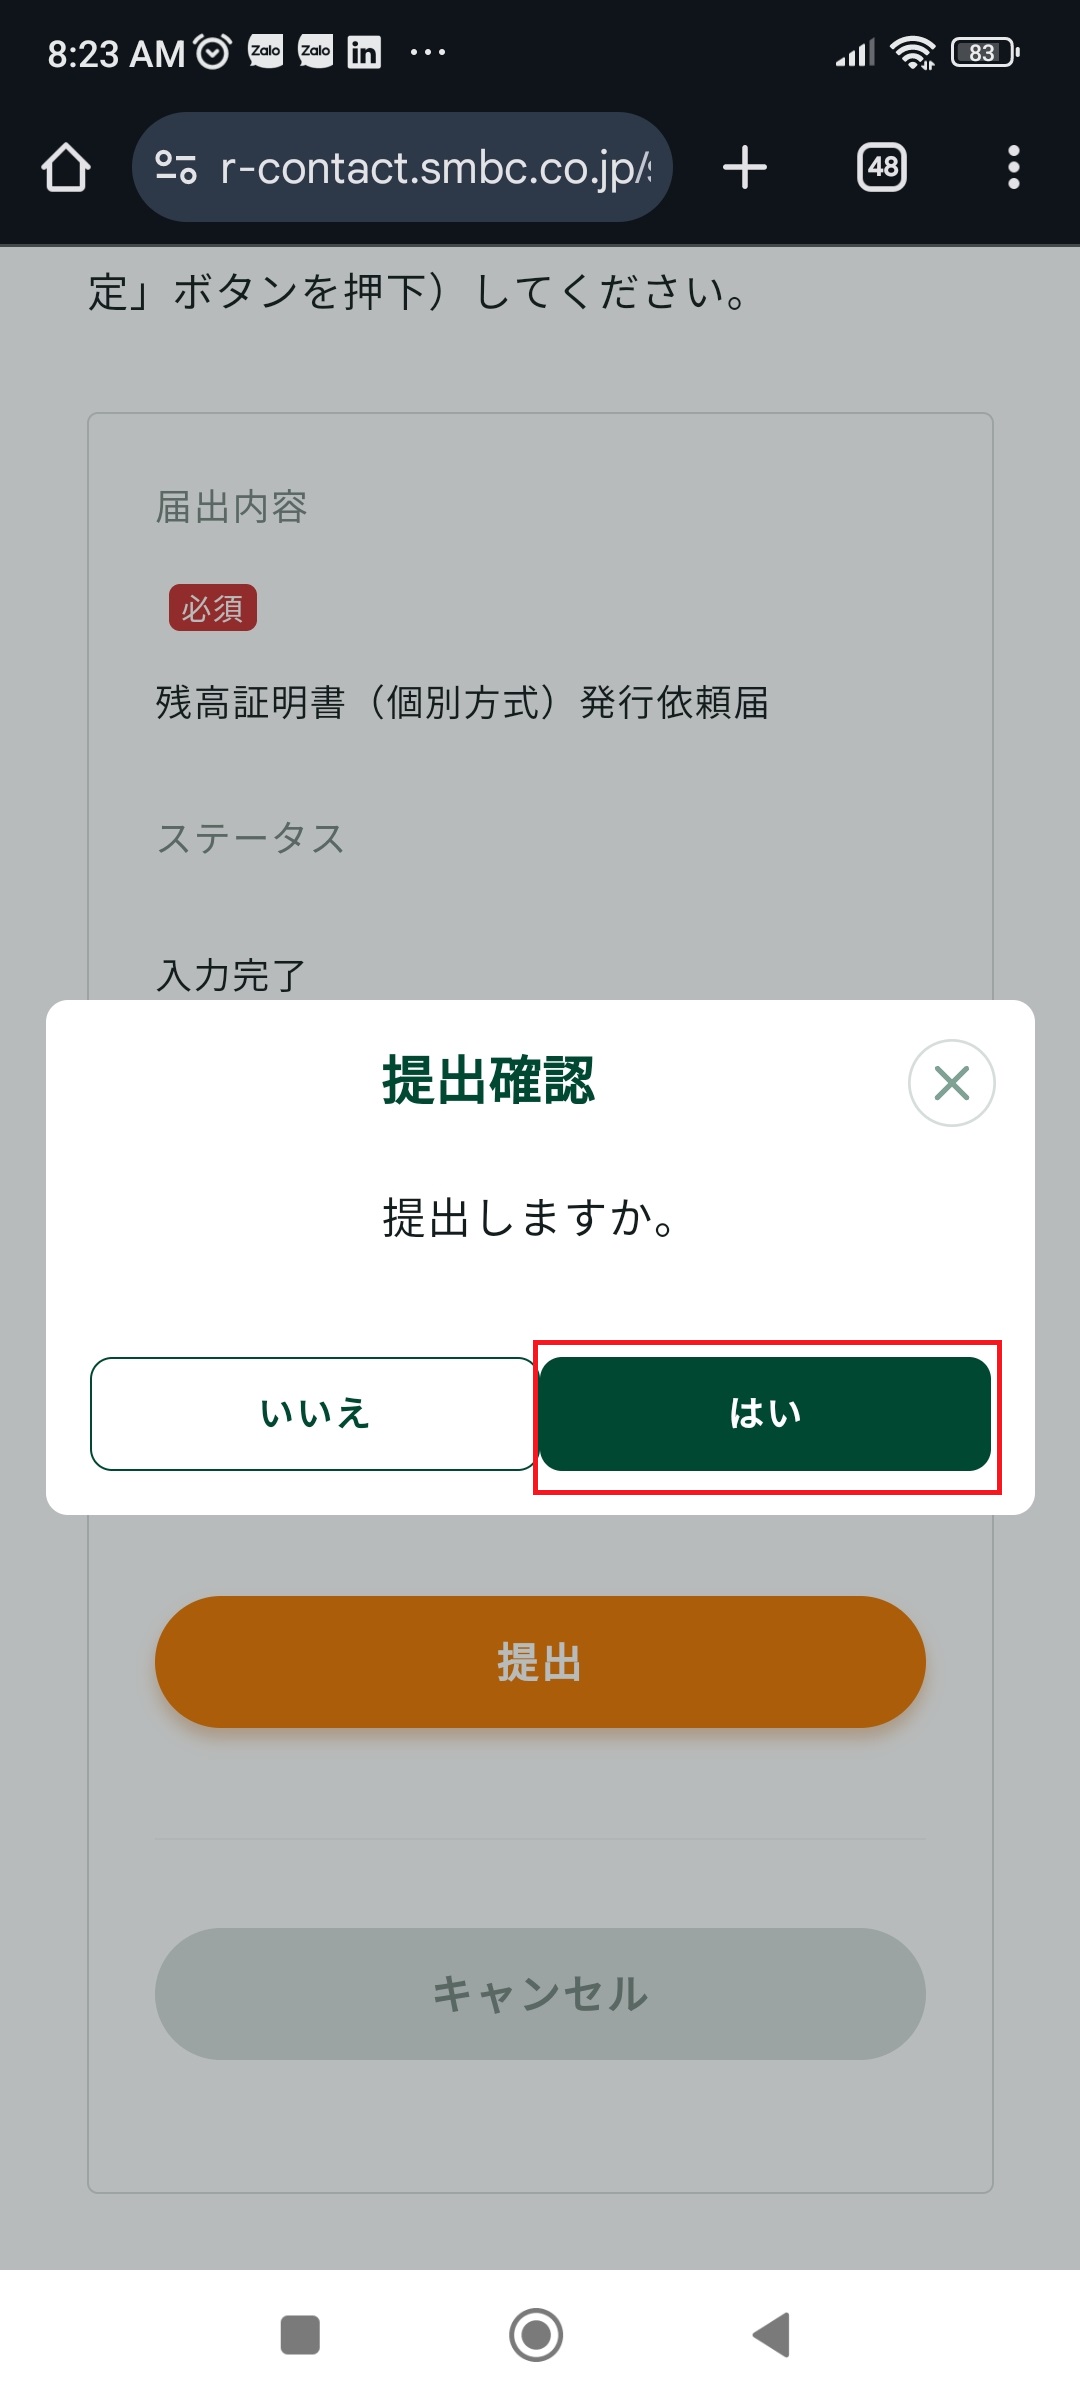 8:23 AM Zalo Zalo in ... 83
r-contact.smbc.co.jp/ 48
定」ボタンを押下）してください。
届出内容
必須
残高証明書（個別方式）発行依頼届
ステータス
入力完了
提出確認
提出しますか。
いいえ はい
提出
キャンセル